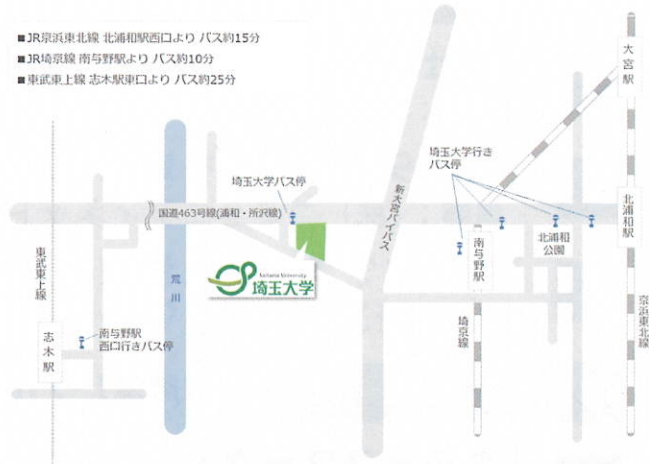 ■JR京浜東北線 北浦和駅西口より バス約15分
■JR埼京線 南与野駅より バス約10分
■東武東上線 志木駅東口より バス約25分
大宮駅
埼玉大学行き
バス停
埼玉大学バス停
新大宮バイパス
国道463号線(浦和・所沢線)
北浦和駅
北浦和
公園
南与野駅
東武東上線
荒川
Saitama University
埼玉大学
京浜東北線
埼京線
南与野駅
西口行きバス停
志木駅